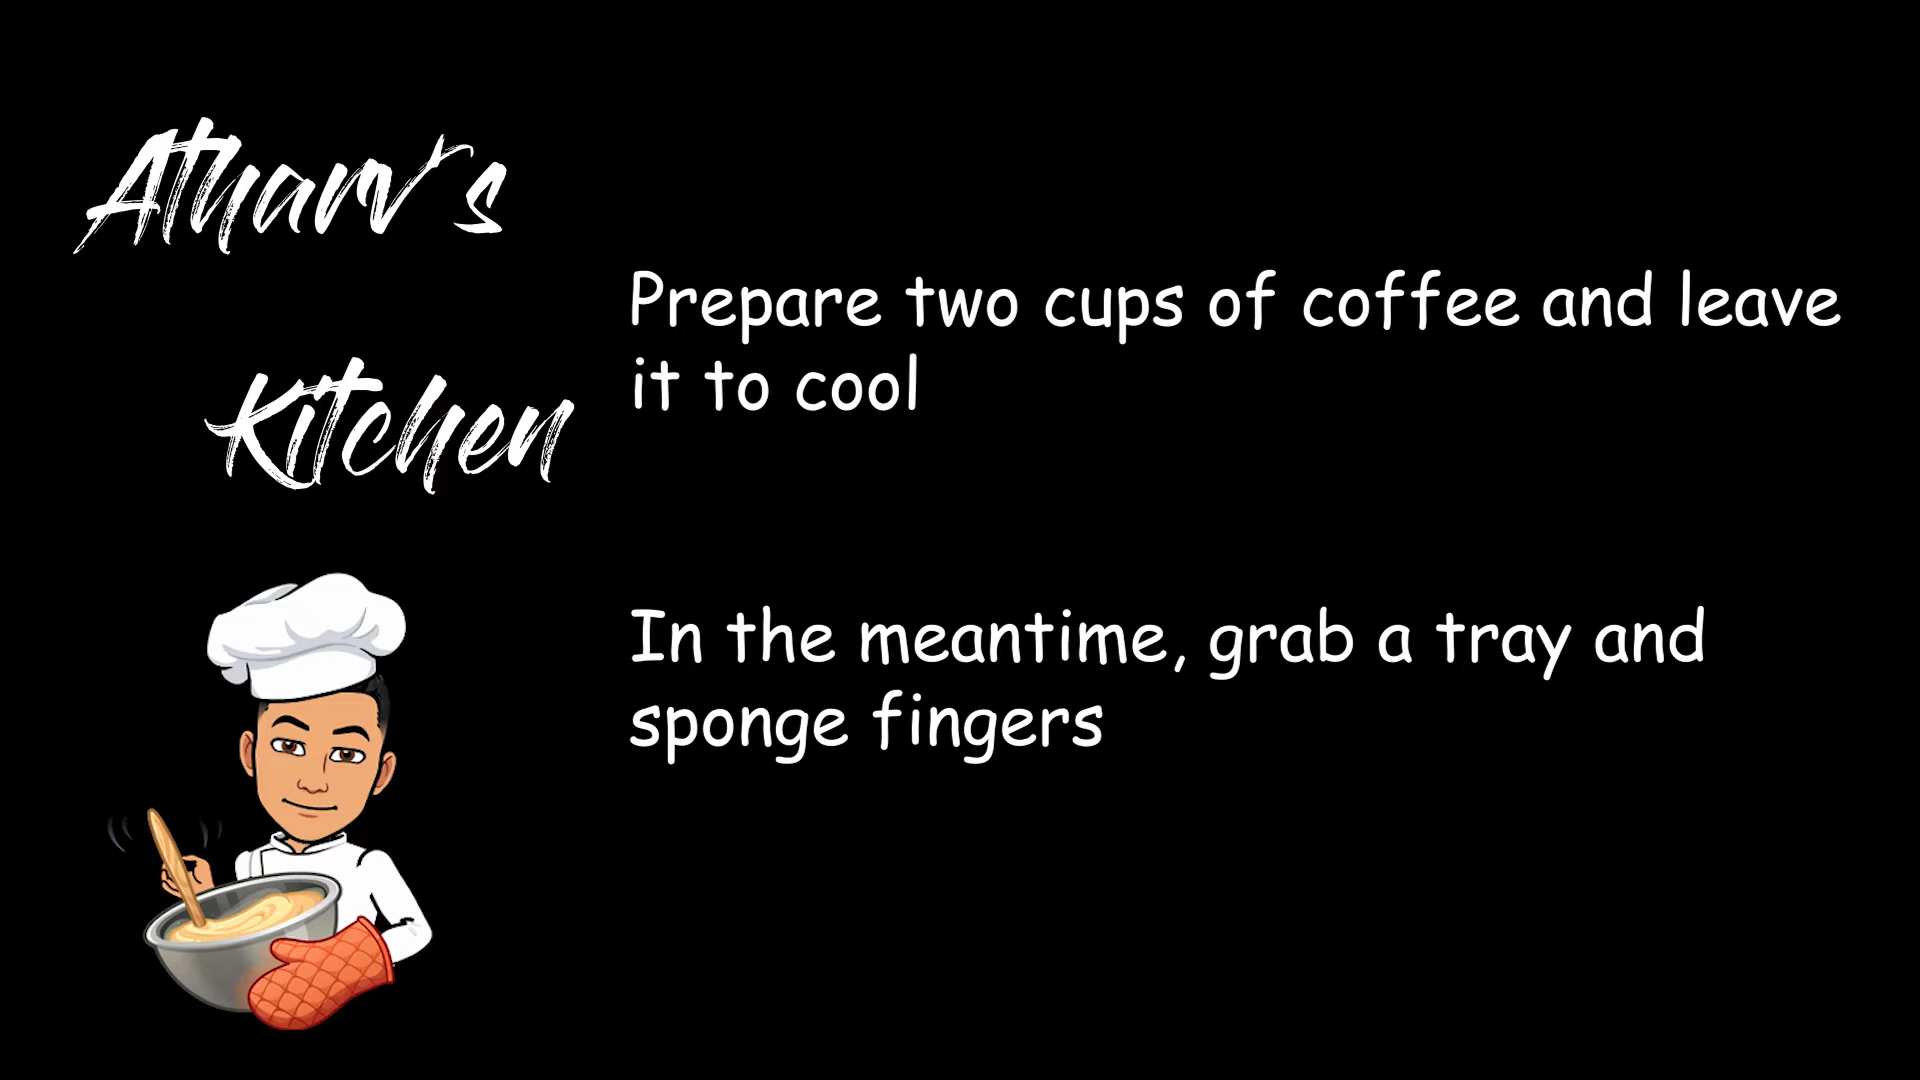 Atharv's
Kitchen
Prepare two cups of coffee and leave
it to cool
In the meantime, grab a tray and
sponge fingers